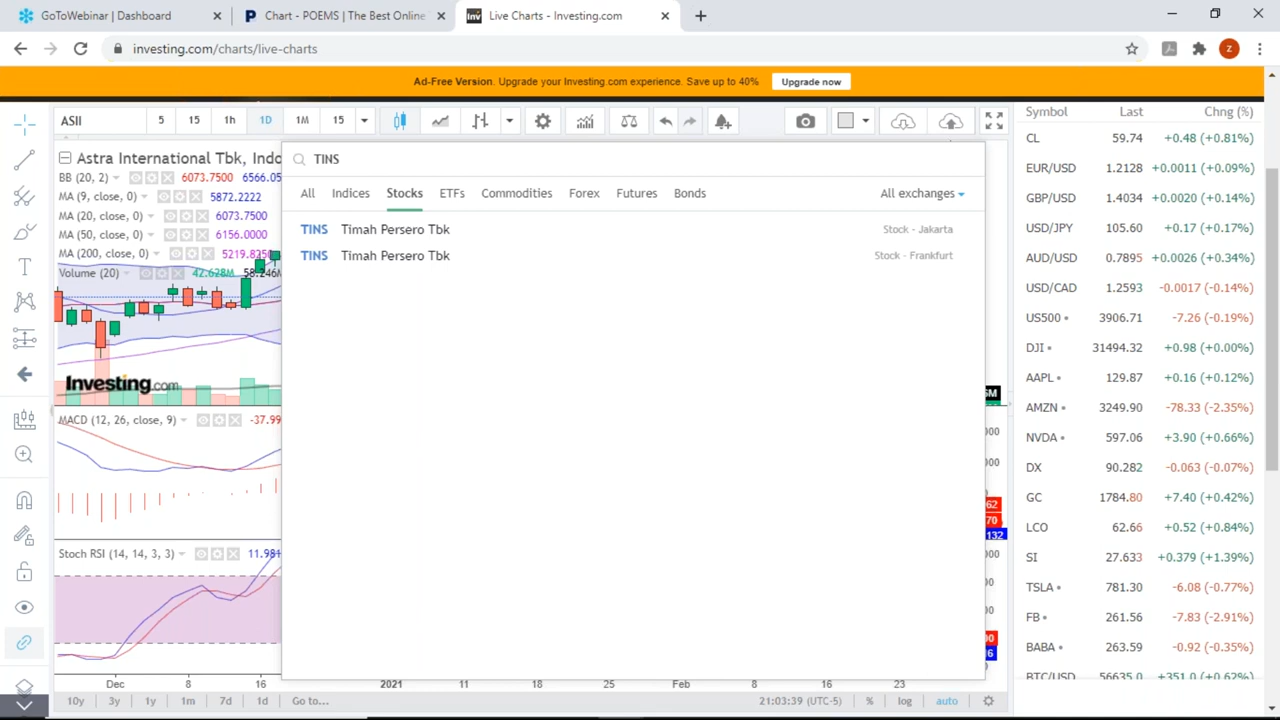 GoToWebinar | Dashboard
Chart - POEMS | The Best Online
Live Charts - Investing.com
investing.com/charts/live-charts
Z
Ad-Free Version. Upgrade your Investing.com experience. Save up to 40%
Upgrade now
ASII
5
15
1h
1D
1M
15
Symbol Last Chng (%)
TINS
Astra International Tbk, Indo
BB (20, 2) 6073.7500 6566.05
MA (9, close, 0) 5872.2222
MA (20, close, 0) 6073.7500
MA (50, close, 0) 6156.0000
MA (200, close, 0) 5219.8250
Volume (20) 42.628M 58.246M
Investing.com
MACD (12, 26, close, 9) -37.99
Stoch RSI (14, 14, 3, 3) 11.981
All Indices Stocks ETFs Commodities Forex Futures Bonds All exchanges
TINS Timah Persero Tbk Stock - Jakarta
TINS Timah Persero Tbk Stock - Frankfurt
CL 59.74 +0.48 (+0.81%)
EUR/USD 1.2128 +0.0011 (+0.09%)
GBP/USD 1.4034 +0.0020 (+0.14%)
USD/JPY 105.60 +0.17 (+0.17%)
AUD/USD 0.7895 +0.0026 (+0.34%)
USD/CAD 1.2593 -0.0017 (-0.14%)
US500 3906.71 -7.26 (-0.19%)
DJI 31494.32 +0.98 (+0.00%)
AAPL 129.87 +0.16 (+0.12%)
AMZN 3249.90 -78.33 (-2.35%)
NVDA 597.06 +3.90 (+0.66%)
DX 90.282 -0.063 (-0.07%)
GC 1784.80 +7.40 (+0.42%)
LCO 62.66 +0.52 (+0.84%)
SI 27.633 +0.379 (+1.39%)
TSLA 781.30 -6.08 (-0.77%)
FB 261.56 -7.83 (-2.91%)
BABA 263.59 -0.92 (-0.35%)
BTC/USD 56635.0 +351.0 (+0.62%)
Dec 8 16 2021 11 18 25 Feb 8 16 23
10y 3y 1y 1m 7d 1d Go to... 21:03:39 (UTC-5) % log auto